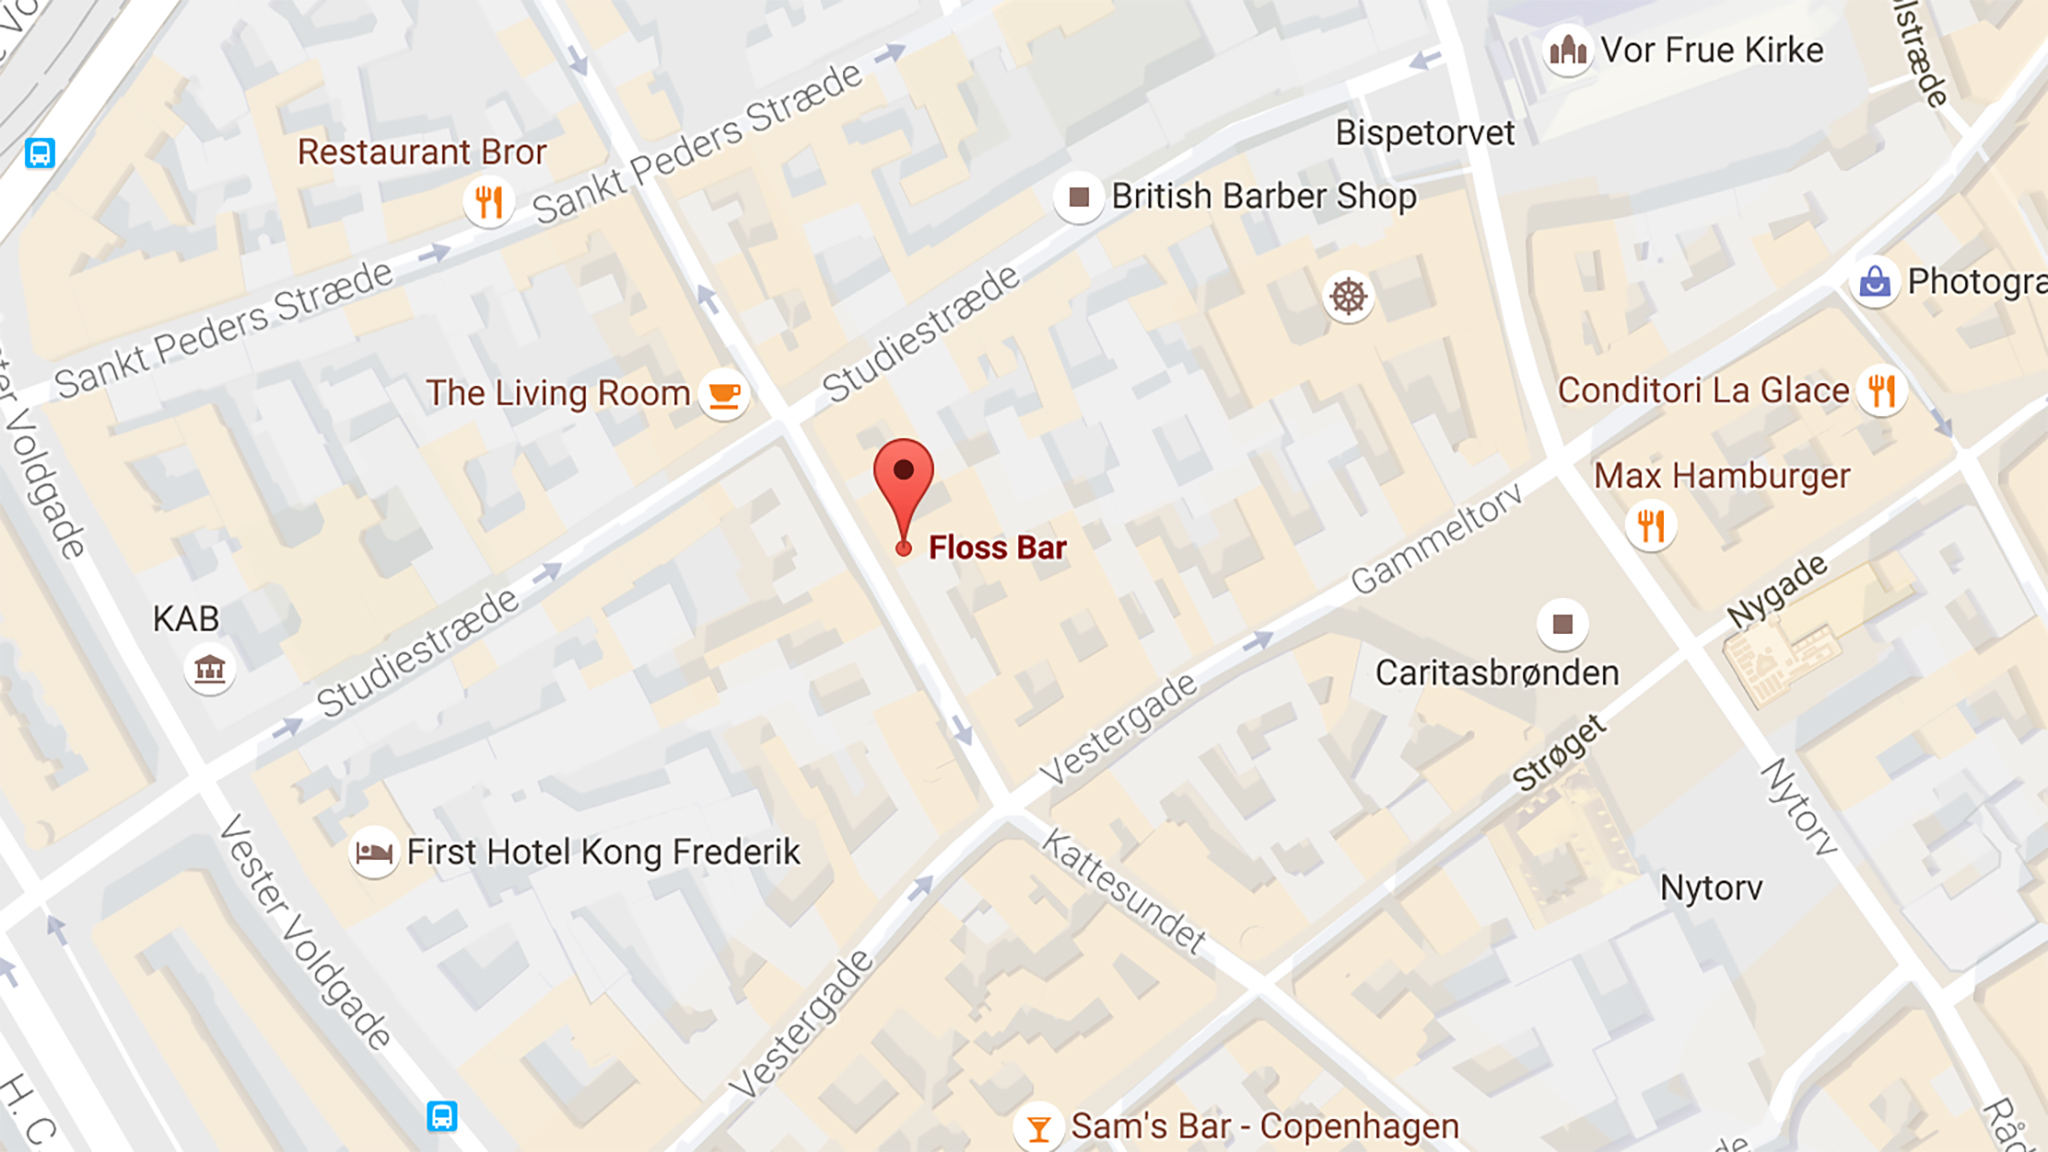 Vor Frue Kirke
Bispetorvet
Restaurant Bror
Sankt Peders Stræde
British Barber Shop
Sankt Peders Stræde
Studiestræde
Photogra
The Living Room
Conditori La Glace
Max Hamburger
Vester Voldgade
Floss Bar
Gammeltorv
Nygade
KAB
Studiestræde
Caritasbrønden
Vestergade
Strøget
Nytorv
Vester Voldgade
First Hotel Kong Frederik
Kattesundet
Nytorv
Vestergade
H. C.
Sam's Bar - Copenhagen